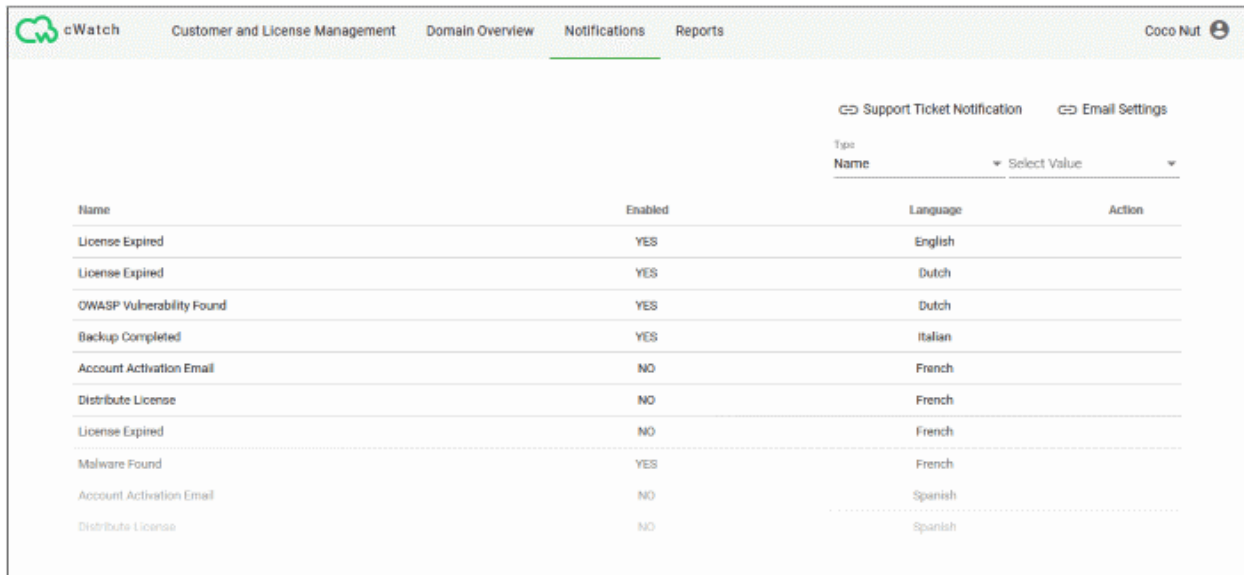 cWatch Customer and License Management Domain Overview Notifications Reports Coco Nut
Support Ticket Notification Email Settings
Type
Name Select Value
Name Enabled Language Action
License Expired YES English
License Expired YES Dutch
OWASP Vulnerability Found YES Dutch
Backup Completed YES Italian
Account Activation Email NO French
Distribute License NO French
License Expired NO French
Malware Found YES French
Account Activation Email NO Spanish
Distribute License NO Spanish